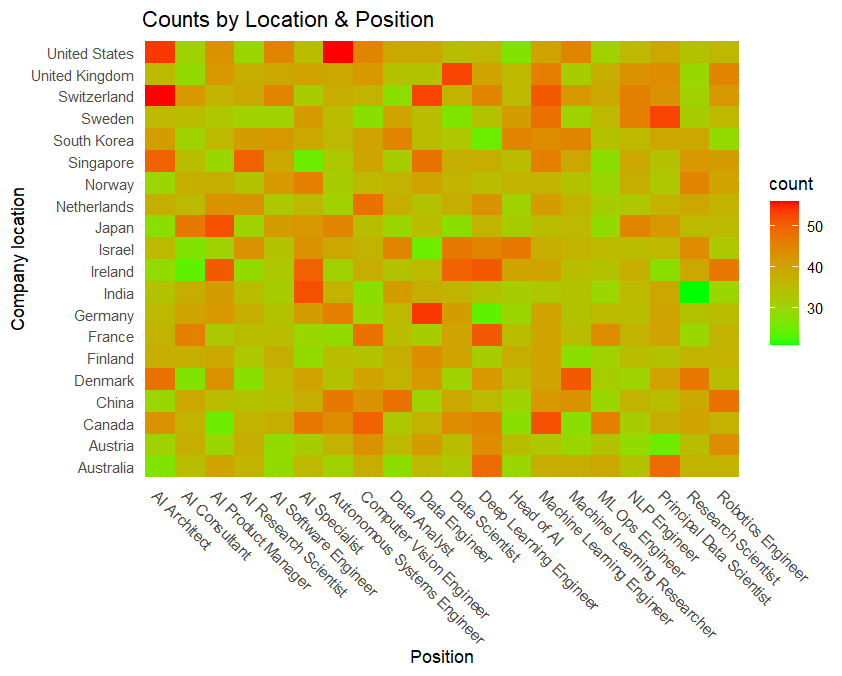 Counts by Location & Position
Company location
United States
United Kingdom
Switzerland
Sweden
South Korea
Singapore
Norway
Netherlands
Japan
Israel
Ireland
India
Germany
France
Finland
Denmark
China
Canada
Austria
Australia
count
50
40
30
AI Architect
AI Consultant
AI Product Manager
AI Research Scientist
AI Software Engineer
AI Specialist
Autonomous Systems Engineer
Computer Vision Engineer
Data Analyst
Data Engineer
Data Scientist
Deep Learning Engineer
Head of AI
Machine Learning Engineer
Machine Learning Researcher
ML Ops Engineer
NLP Engineer
Principal Data Scientist
Research Scientist
Robotics Engineer
Position